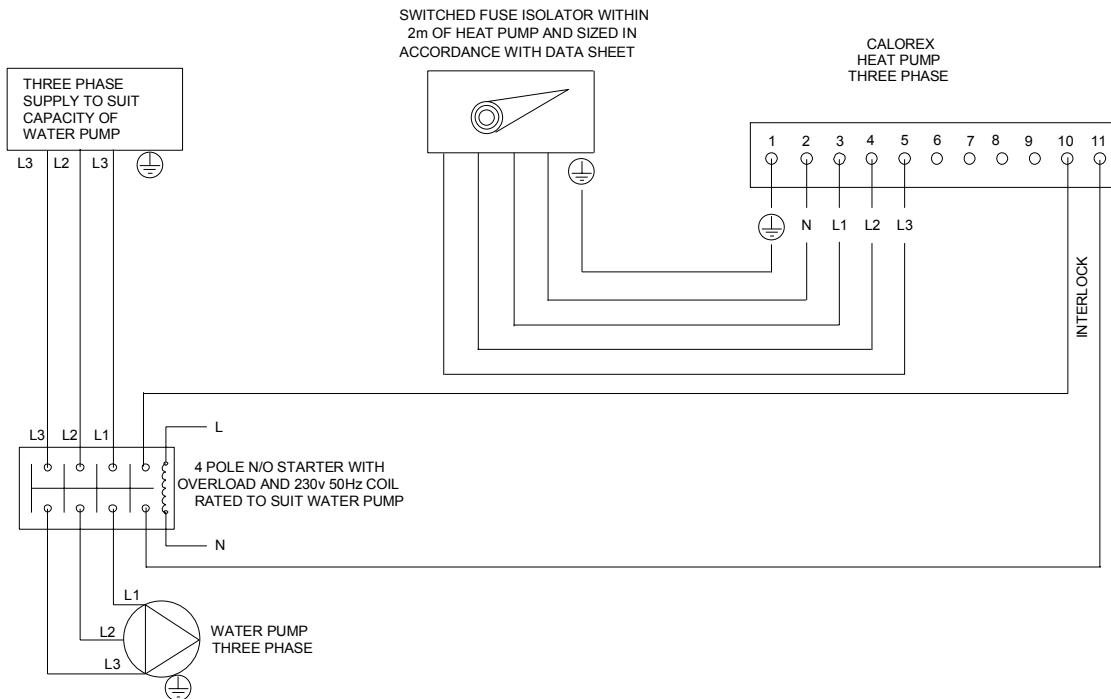 SWITCHED FUSE ISOLATOR WITHIN
2m OF HEAT PUMP AND SIZED IN
ACCORDANCE WITH DATA SHEET
CALOREX
HEAT PUMP
THREE PHASE
THREE PHASE
SUPPLY TO SUIT
CAPACITY OF
WATER PUMP
L3 L2 L3
1 2 3 4 5 6 7 8 9 10 11
N L1 L2 L3
INTERLOCK
L3 L2 L1
L
4 POLE N/O STARTER WITH
OVERLOAD AND 230v 50Hz COIL
RATED TO SUIT WATER PUMP
N
L1
L2
L3
WATER PUMP
THREE PHASE